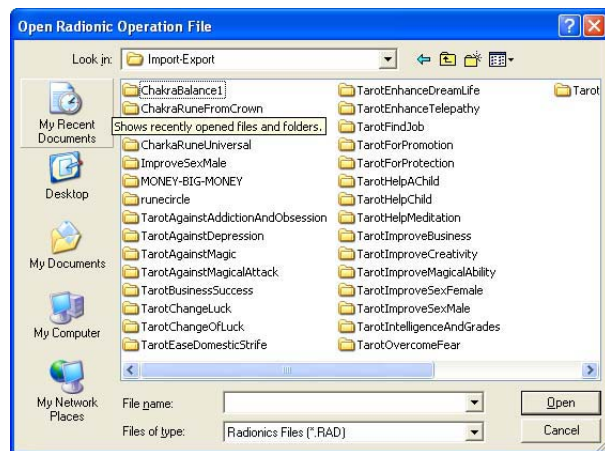 Open Radionic Operation File
Look in: Import-Export
My Recent Documents
Desktop
My Documents
My Computer
My Network Places
ChakraBalance1
ChakraRuneFromCrown
Shows recently opened files and folders.
CharkaRuneUniversal
ImproveSexMale
MONEY-BIG-MONEY
runecircle
TarotAgainstAddictionAndObsession
TarotAgainstDepression
TarotAgainstMagic
TarotAgainstMagicalAttack
TarotBusinessSuccess
TarotChangeLuck
TarotChangeOfLuck
TarotEaseDomesticStrife
TarotEnhanceDreamLife
TarotEnhanceTelepathy
TarotFindJob
TarotForPromotion
TarotForProtection
TarotHelpAChild
TarotHelpChild
TarotHelpMeditation
TarotImproveBusiness
TarotImproveCreativity
TarotImproveMagicalAbility
TarotImproveSexFemale
TarotImproveSexMale
TarotIntelligenceAndGrades
TarotOvercomeFear
Tarot
File name:
Open
Files of type: Radionics Files (*.RAD)
Cancel